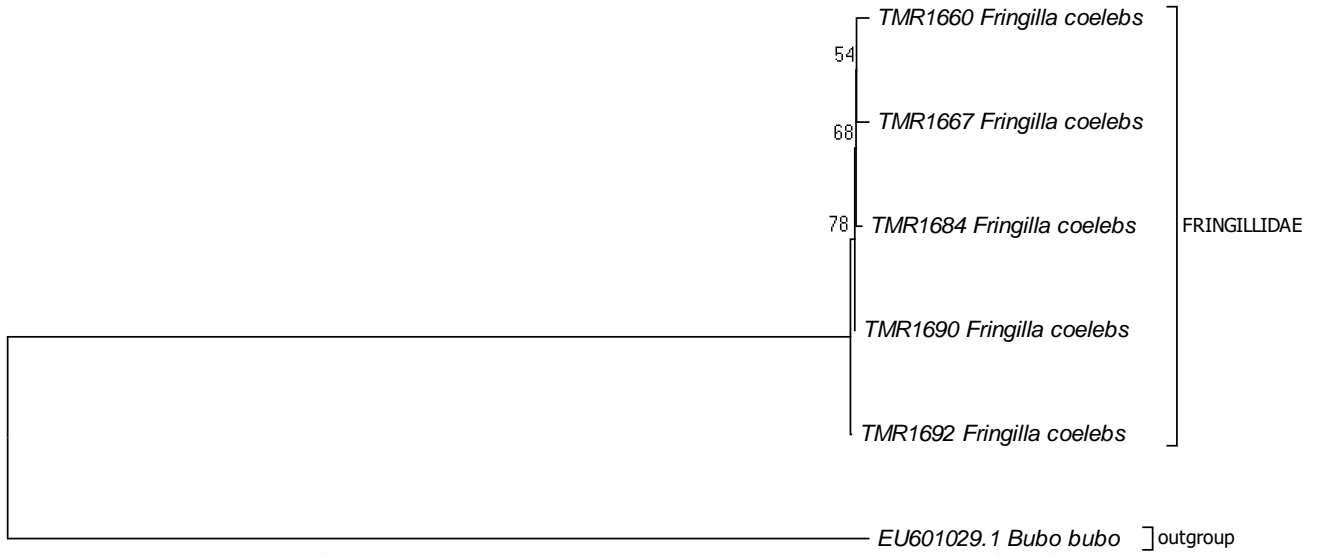 TMR1660 Fringilla coelebs
54
TMR1667 Fringilla coelebs
68
TMR1684 Fringilla coelebs
78
FRINGILLIDAE
TMR1690 Fringilla coelebs
TMR1692 Fringilla coelebs
EU601029.1 Bubo bubo
outgroup